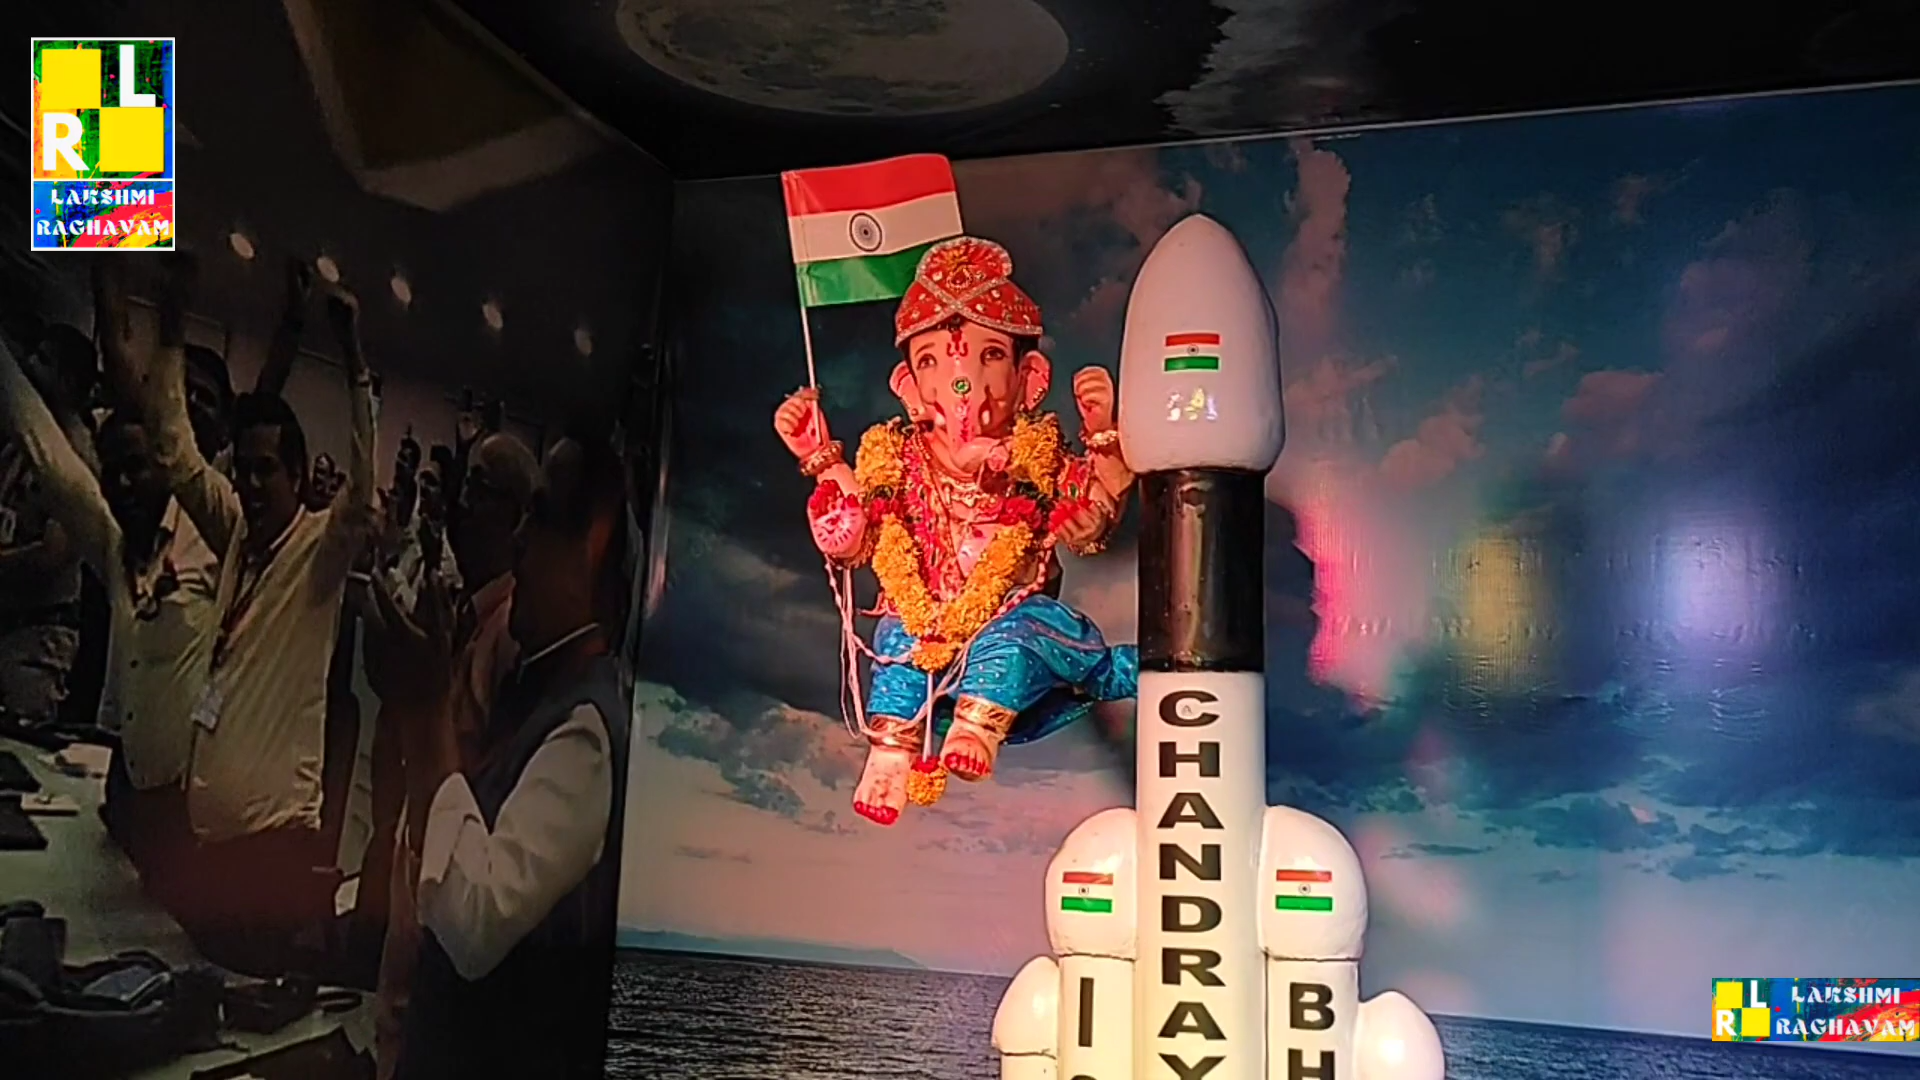 L
R
LAKSHMI
RAGHAVAM
CHANDRAY
I
BH
L LAKSHMI
R RAGHAVAM